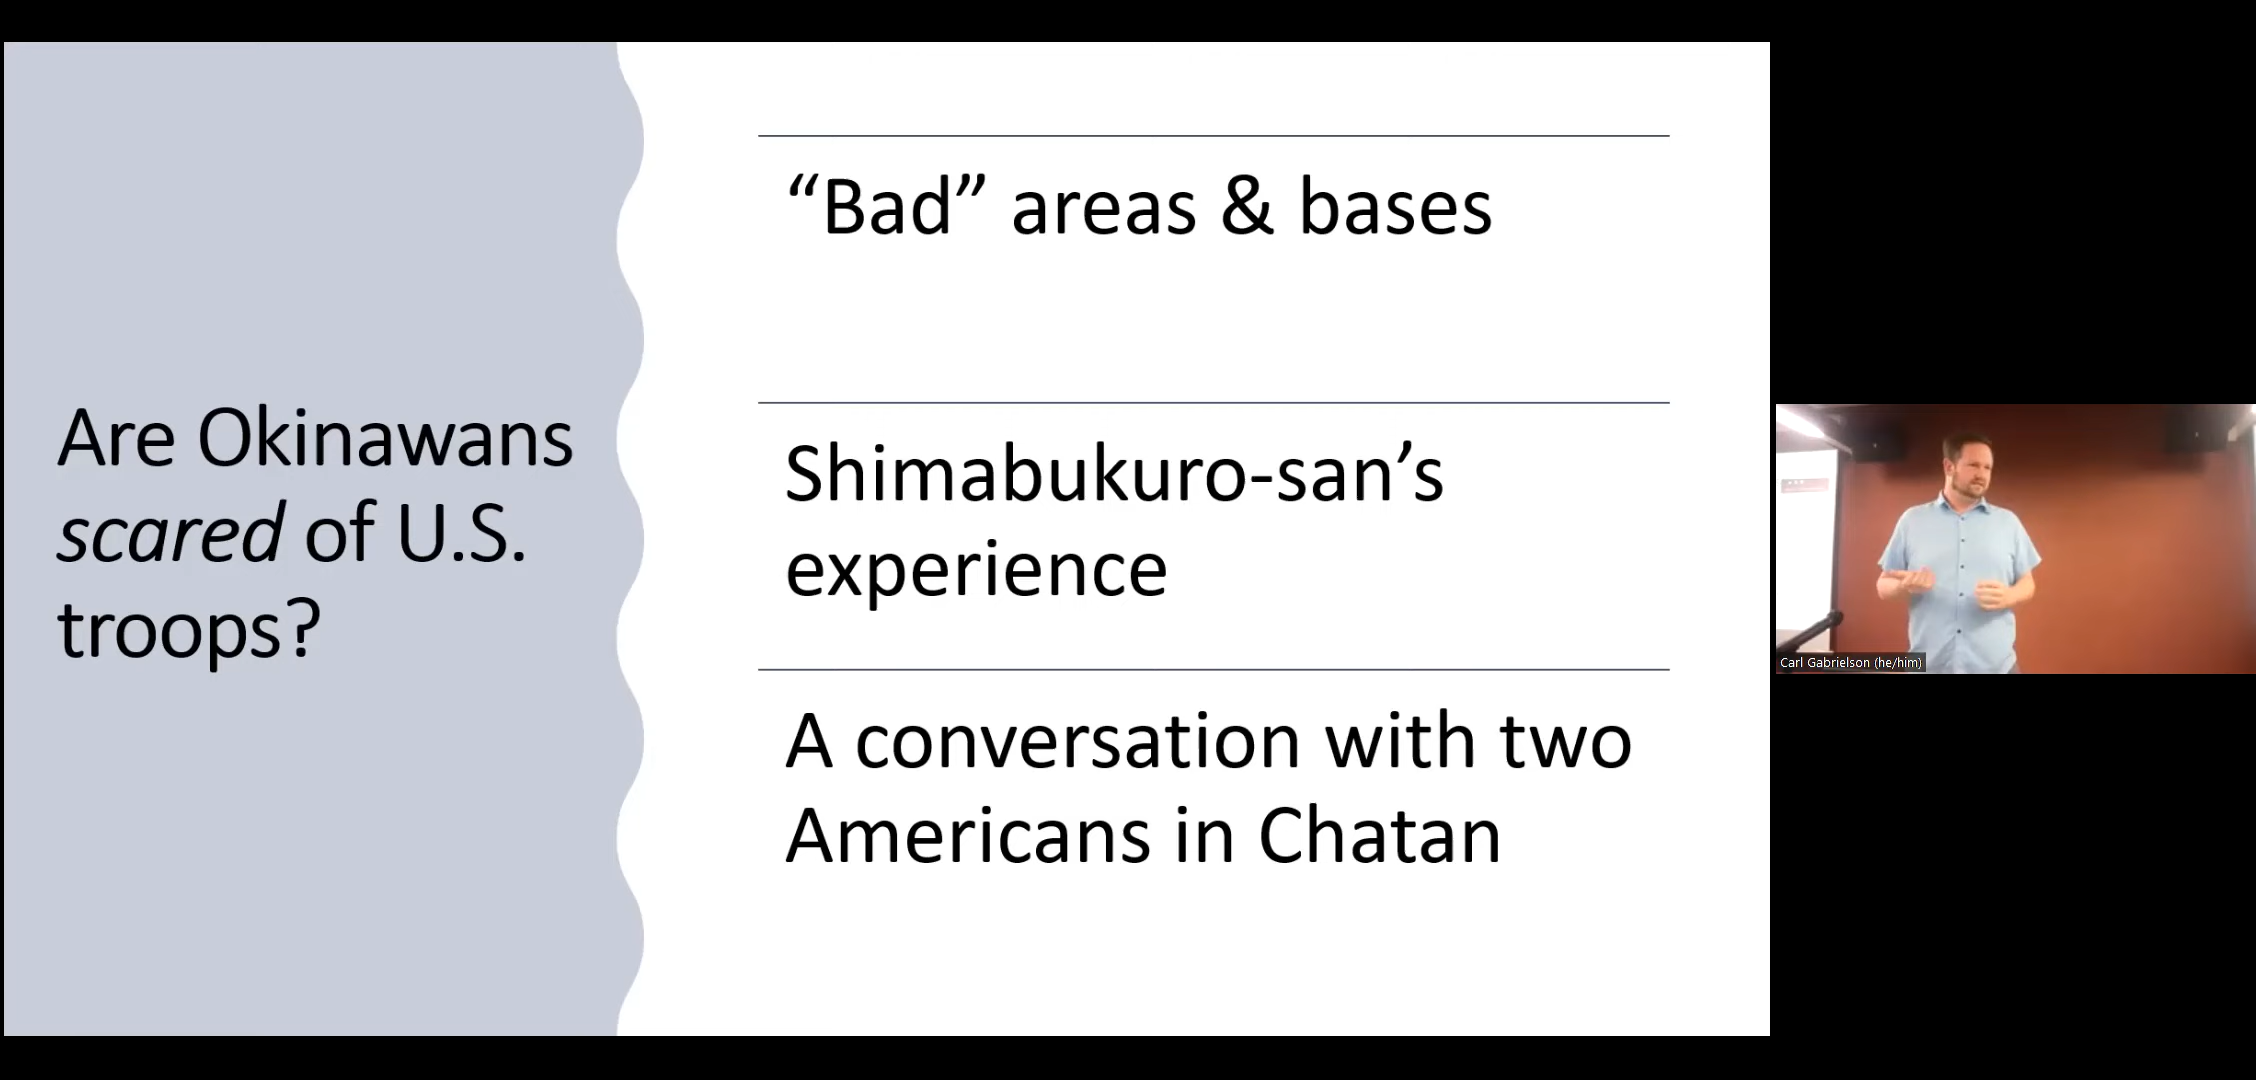 Are Okinawans
scared of U.S.
troops?
“Bad” areas & bases
Shimabukuro-san’s
experience
A conversation with two
Americans in Chatan
Carl Gabrielson (he/him)